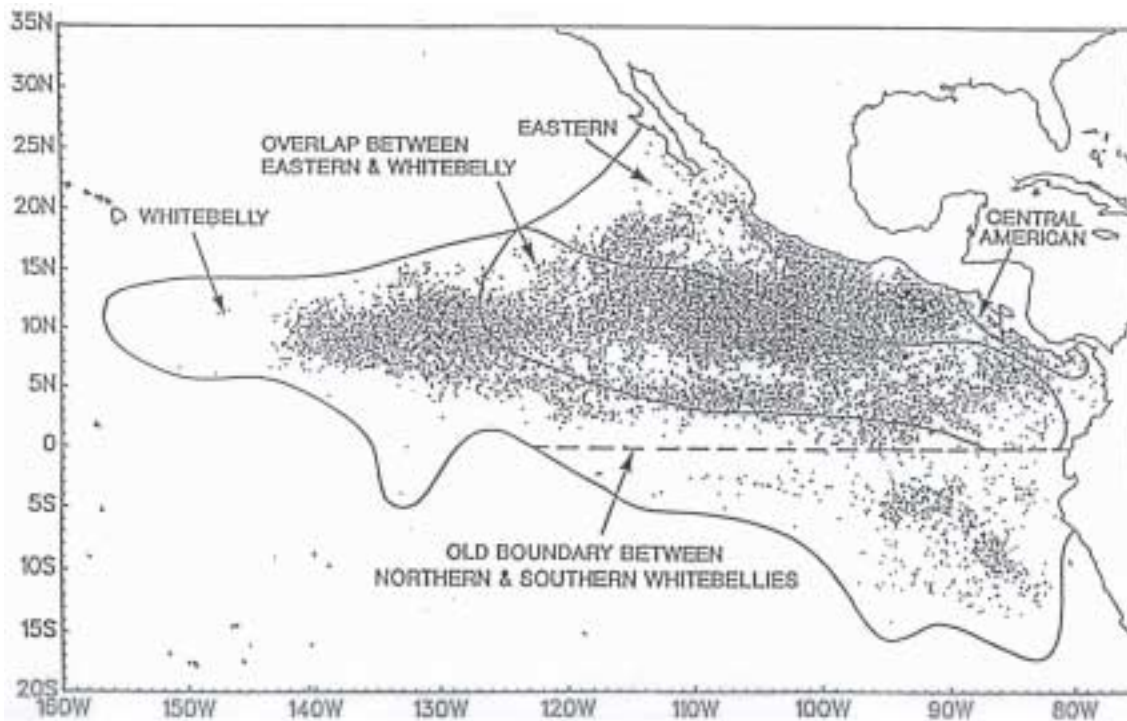 35N
30N
25N
20N
15N
10N
5N
0
5S
10S
15S
20S
EASTERN
OVERLAP BETWEEN
EASTERN & WHITEBELLY
WHITEBELLY
CENTRAL
AMERICAN
OLD BOUNDARY BETWEEN
NORTHERN & SOUTHERN WHITEBELLIES
160W 150W 140W 130W 120W 110W 100W 90W 80W